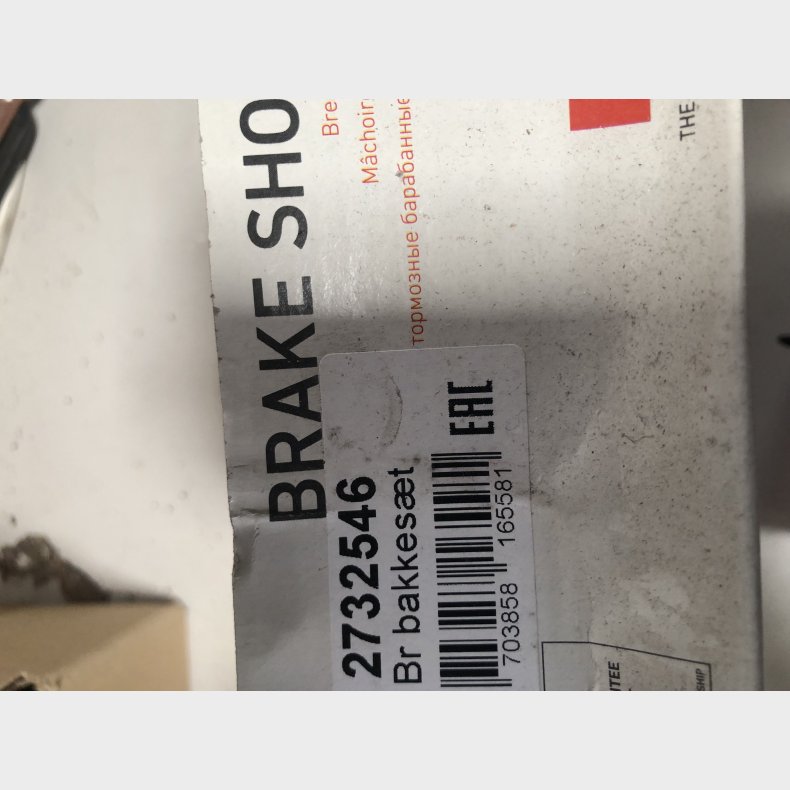 BRAKE SHO
Bre
Mâchoir
тормозные барабанные
THE
2732546
Br bakkesæt
EAC
703858 165581